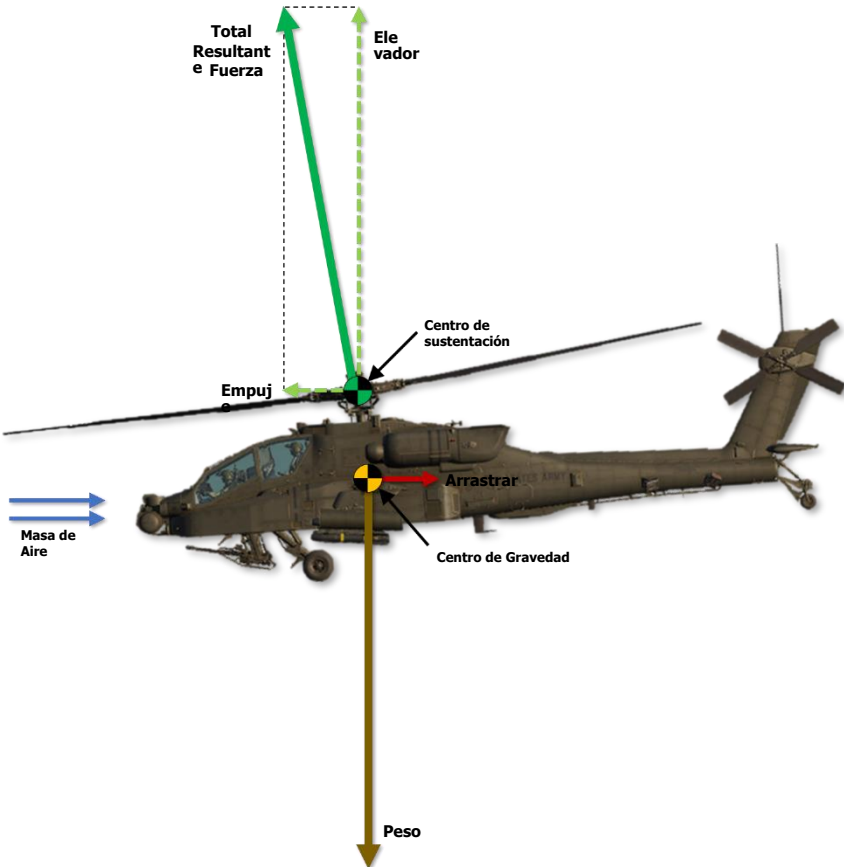 Total
Resultant
e Fuerza
Ele
vador
Centro de
sustentación
Empuj
e
Arrastrar
Masa de
Aire
Centro de Gravedad
Peso